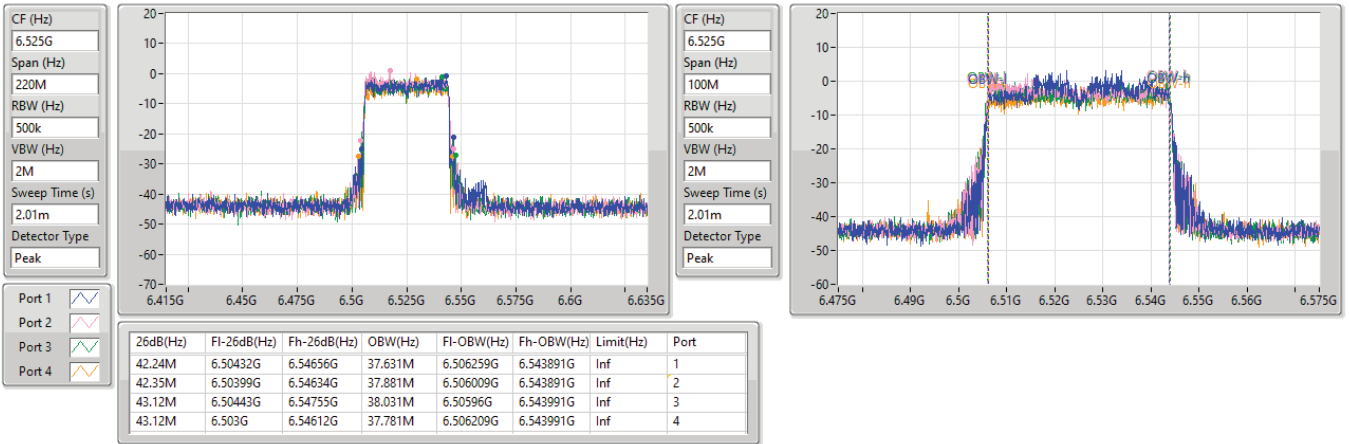 CF (Hz)
6.525G
Span (Hz)
220M
RBW (Hz)
500k
VBW (Hz)
2M
Sweep Time (s)
2.01m
Detector Type
Peak
20
10
0
-10
-20
-30
-40
-50
-60
-70
6.415G 6.45G 6.475G 6.5G 6.525G 6.55G 6.575G 6.6G 6.635G
CF (Hz)
6.525G
Span (Hz)
100M
RBW (Hz)
500k
VBW (Hz)
2M
Sweep Time (s)
2.01m
Detector Type
Peak
20
10
0
-10
-20
-30
-40
-50
-60
OBW-l OBW-h
6.475G 6.49G 6.5G 6.51G 6.52G 6.53G 6.54G 6.55G 6.56G 6.575G
Port 1
Port 2
Port 3
Port 4
26dB(Hz) Fl-26dB(Hz) Fh-26dB(Hz) OBW(Hz) Fl-OBW(Hz) Fh-OBW(Hz) Limit(Hz) Port
42.24M 6.50432G 6.54656G 37.631M 6.506259G 6.543891G Inf 1
42.35M 6.50399G 6.54634G 37.881M 6.506009G 6.543891G Inf 2
43.12M 6.50443G 6.54755G 38.031M 6.50596G 6.543991G Inf 3
43.12M 6.503G 6.54612G 37.781M 6.506209G 6.543991G Inf 4